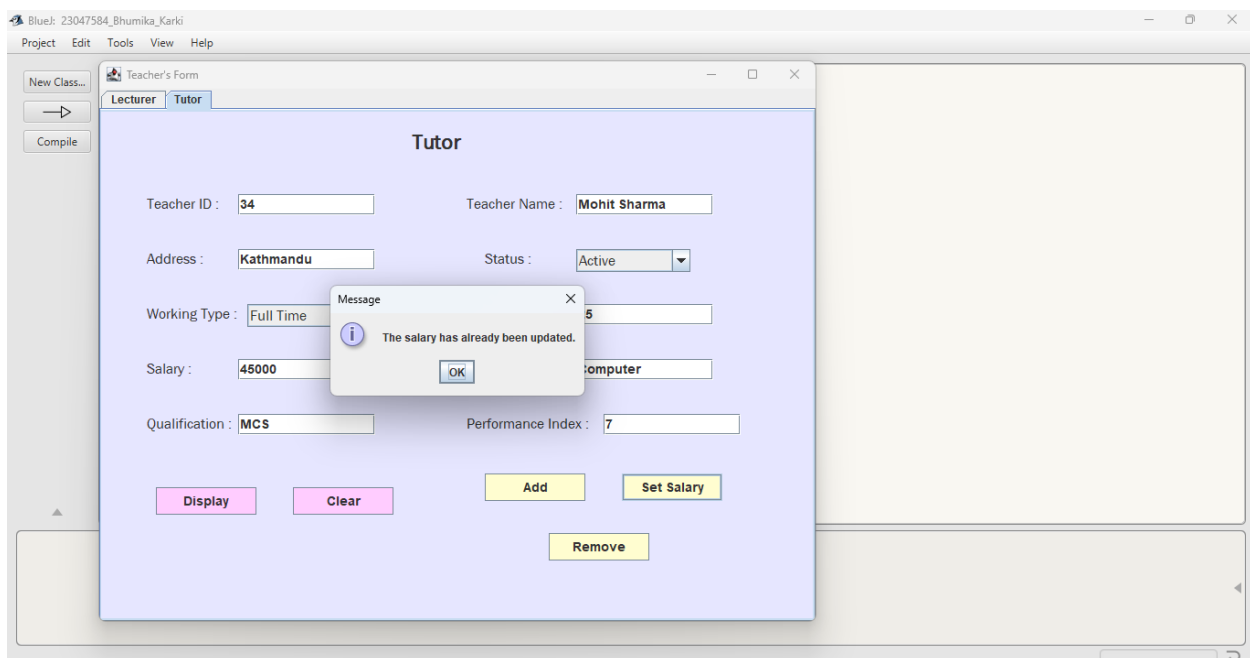 BlueJ: 23047584_Bhumika_Karki
Project Edit Tools View Help
New Class...
Compile
Teacher's Form
Lecturer Tutor
Tutor
Teacher ID : 34 Teacher Name : Mohit Sharma
Address : Kathmandu Status : Active
Working Type : Full Time 5
Message
The salary has already been updated.
OK
Salary : 45000 Computer
Qualification : MCS Performance Index : 7
Display Clear Add Set Salary
Remove